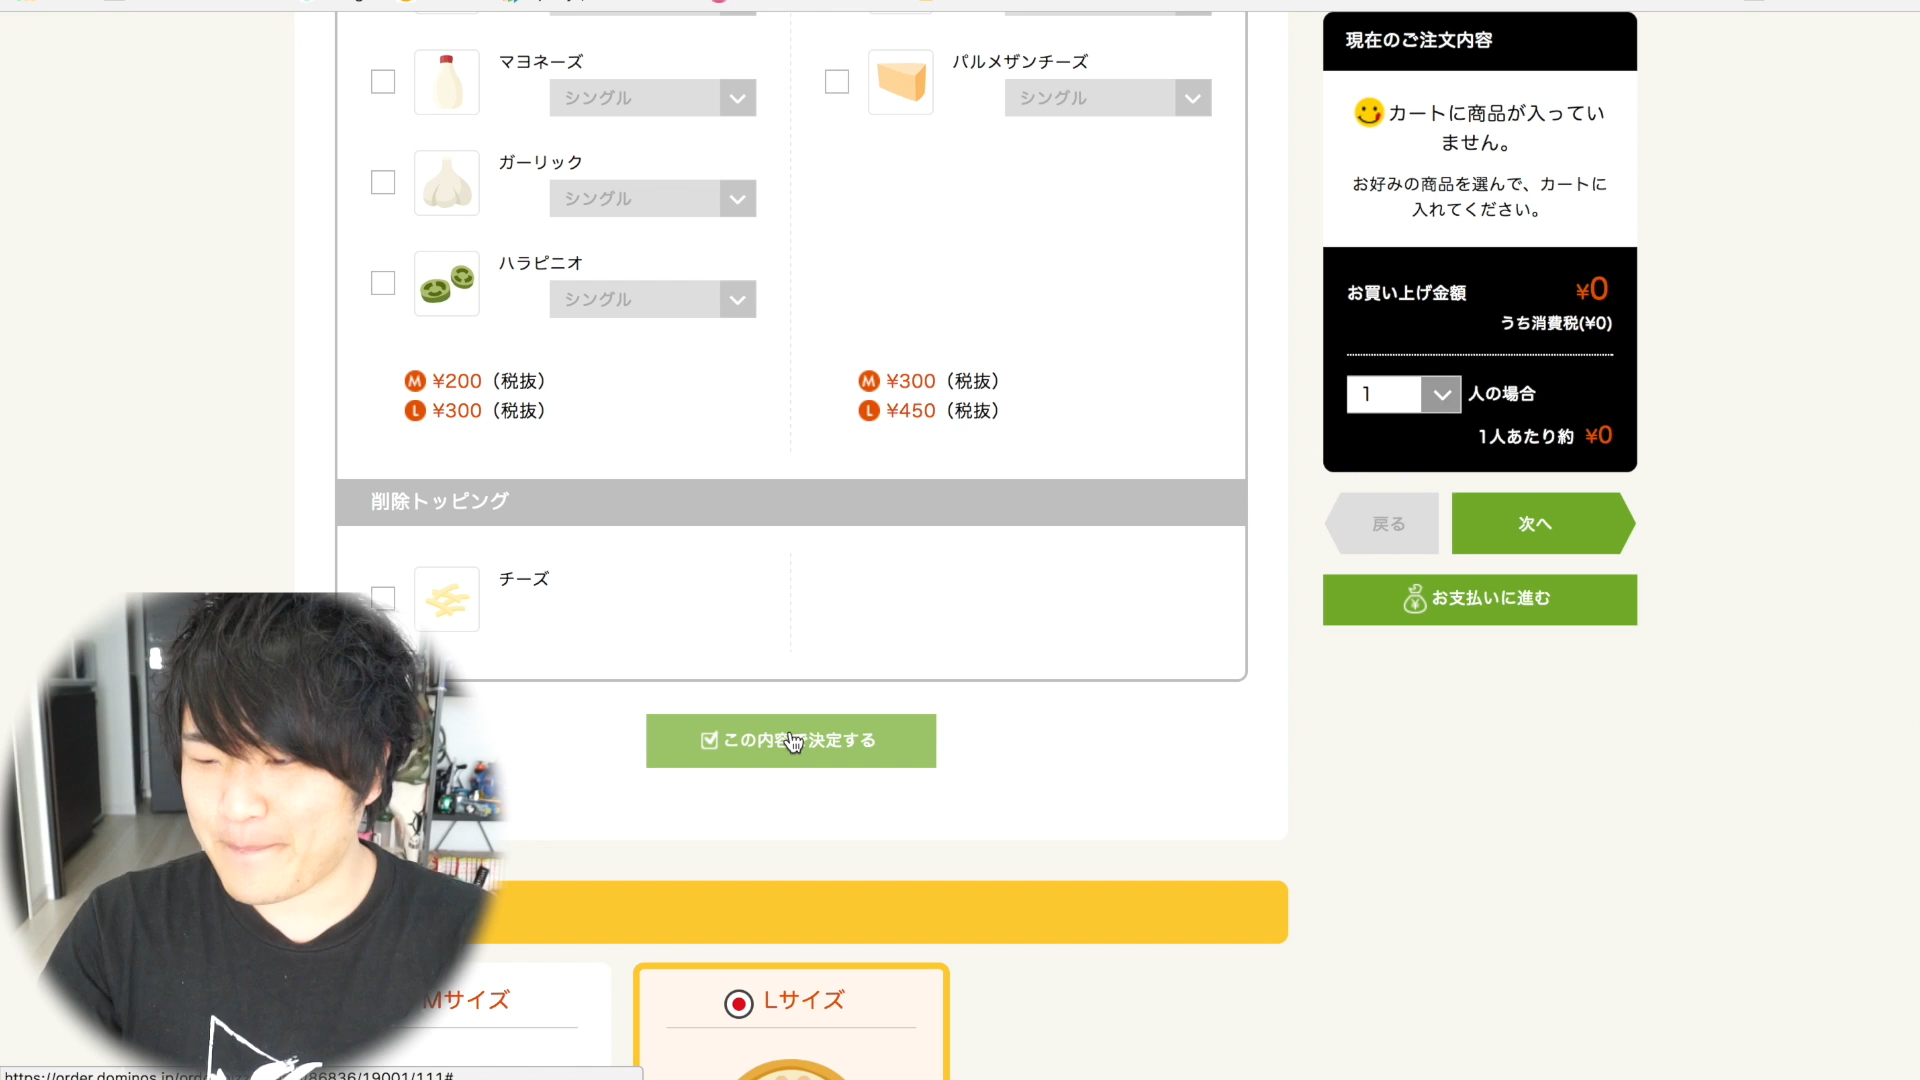 マヨネーズ
シングル
パルメザンチーズ
シングル
ガーリック
シングル
ハラピニオ
シングル
M ¥200（税抜）
L ¥300（税抜）
M ¥300（税抜）
L ¥450（税抜）
削除トッピング
チーズ
この内容で決定する
Mサイズ
Lサイズ
現在のご注文内容
カートに商品が入ってい
ません。
お好みの商品を選んで、カートに
入れてください。
お買い上げ金額 ¥0
うち消費税(¥0)
1 人の場合
1人あたり約 ¥0
戻る
次へ
お支払いに進む